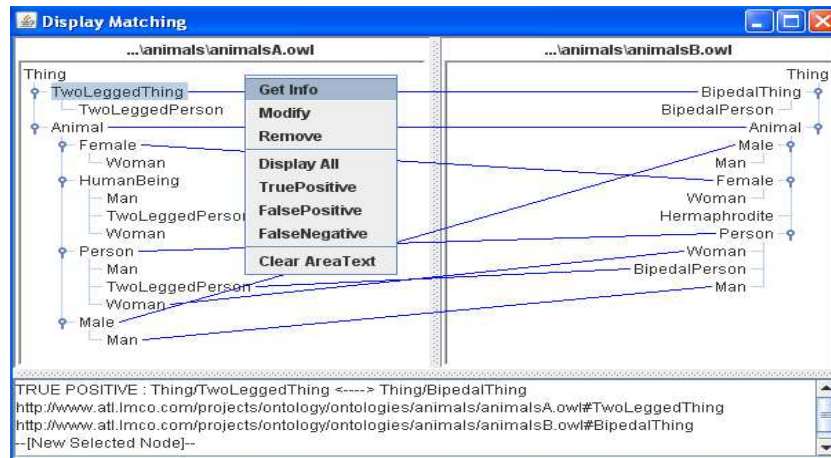 Display Matching
...\animals\animalsA.owl
Thing
TwoLeggedThing
TwoLeggedPerson
Animal
Female
Woman
HumanBeing
Man
TwoLeggedPerso
Woman
Person
Man
TwoLeggedPerson
Woman
Male
Man
Get Info
Modify
Remove
Display All
TruePositive
FalsePositive
FalseNegative
Clear AreaText
...\animals\animalsB.owl
Thing
BipedalThing
BipedalPerson
Animal
Male
Man
Female
Woman
Hermaphrodite
Person
Woman
BipedalPerson
Man
TRUE POSITIVE : Thing/TwoLeggedThing <----> Thing/BipedalThing
http://www.atl.lmco.com/projects/ontology/ontologies/animals/animalsA.owl#TwoLeggedThing
http://www.atl.lmco.com/projects/ontology/ontologies/animals/animalsB.owl#BipedalThing
--[New Selected Node]--